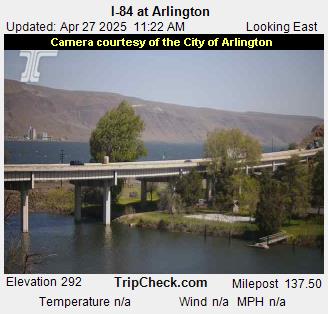 I-84 at Arlington
Updated: Apr 27 2025 11:22 AM Looking East
Camera courtesy of the City of Arlington
Elevation 292 TripCheck.com Milepost 137.50
Temperature n/a Wind n/a MPH n/a